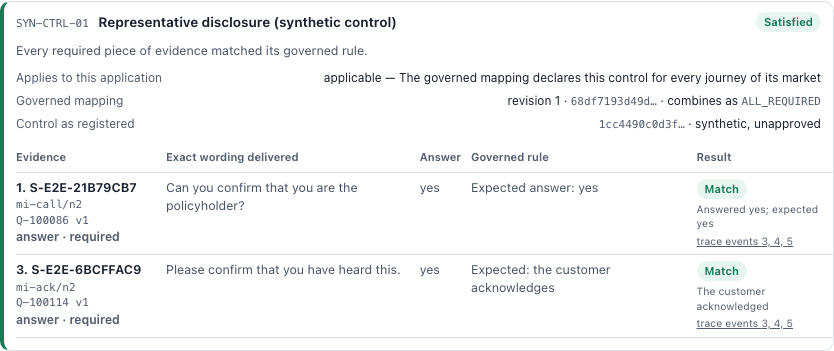 SYN-CTRL-01 Representative disclosure (synthetic control) Satisfied
Every required piece of evidence matched its governed rule.
Applies to this application applicable — The governed mapping declares this control for every journey of its market
Governed mapping revision 1 · 68df7193d49d… · combines as ALL_REQUIRED
Control as registered 1cc4490c0d3f… · synthetic, unapproved
Evidence Exact wording delivered Answer Governed rule Result
1. S-E2E-21B79CB7 Can you confirm that you are the yes Expected answer: yes Match
mi-call/n2 policyholder? Answered yes; expected
Q-100086 v1 yes
answer · required trace events 3, 4, 5
3. S-E2E-6BCFFAC9 Please confirm that you have heard this. yes Expected: the customer Match
mi-ack/n2 acknowledges The customer
Q-100114 v1 acknowledged
answer · required trace events 3, 4, 5